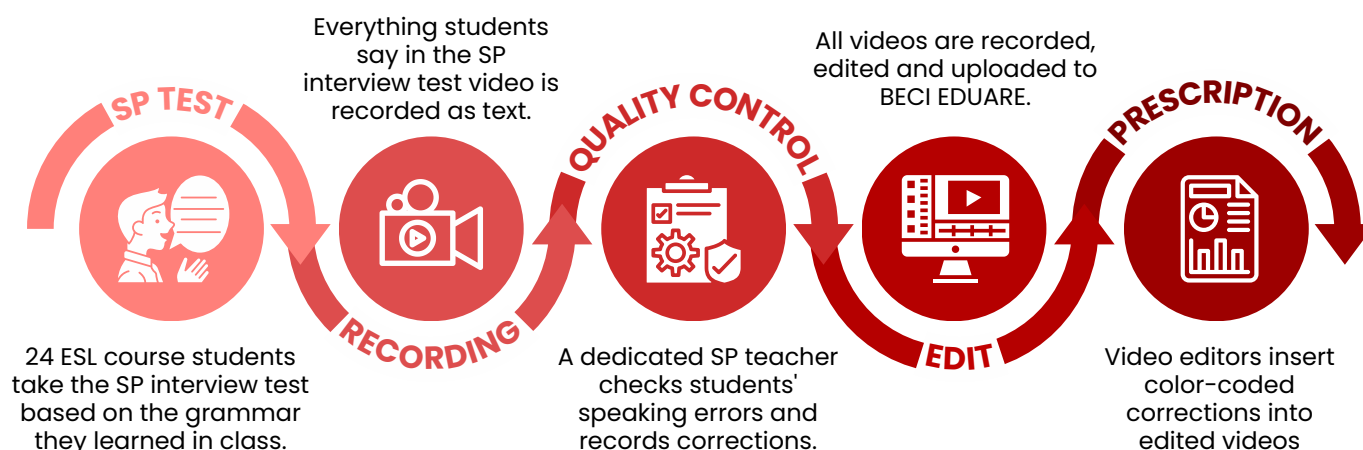 SP TEST
24 ESL course students
take the SP interview test
based on the grammar
they learned in class.
Everything students
say in the SP
interview test video is
recorded as text.
RECORDING
QUALITY CONTROL
A dedicated SP teacher
checks students'
speaking errors and
records corrections.
All videos are recorded,
edited and uploaded to
BECI EDUARE.
EDIT
PRESCRIPTION
Video editors insert
color-coded
corrections into
edited videos